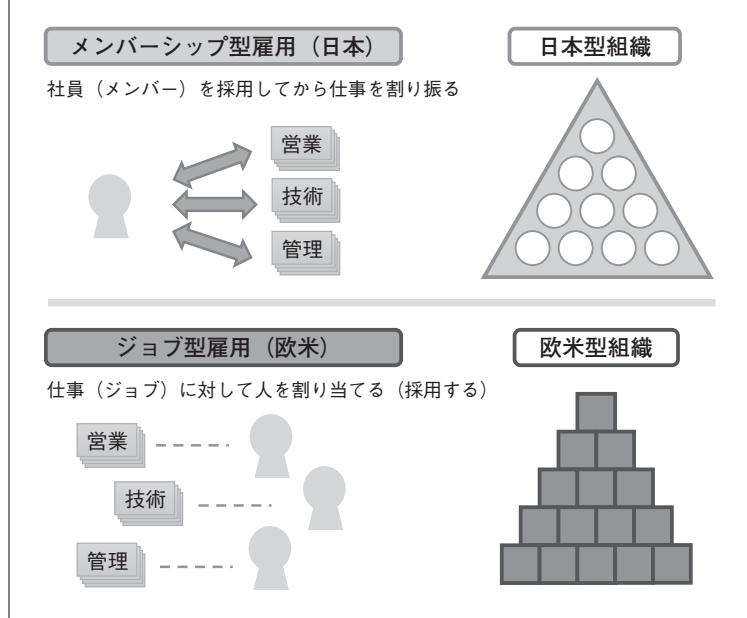 メンバーシップ型雇用（日本）
日本型組織
社員（メンバー）を採用してから仕事を割り振る
営業
技術
管理
ジョブ型雇用（欧米）
欧米型組織
仕事（ジョブ）に対して人を割り当てる（採用する）
営業
技術
管理